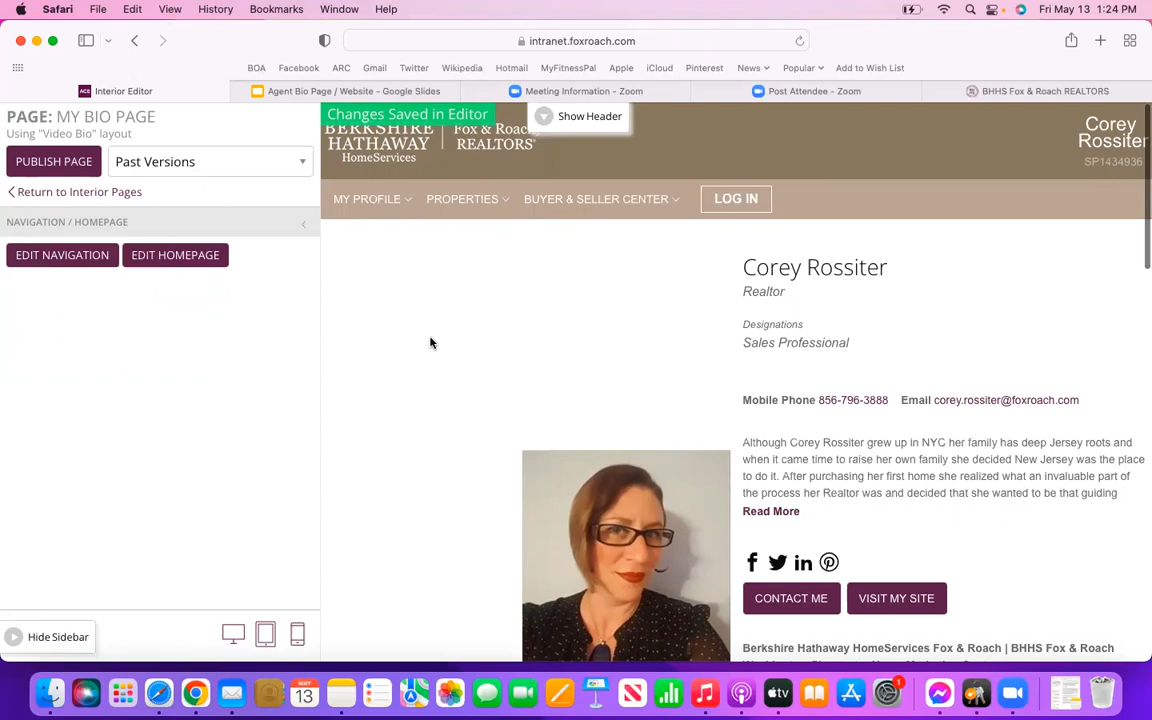 Safari File Edit View History Bookmarks Window Help Fri May 13 1:24 PM
intranet.foxroach.com
BOA Facebook ARC Gmail Twitter Wikipedia Hotmail MyFitnessPal Apple iCloud Pinterest News Popular Add to Wish List
Interior Editor Agent Bio Page / Website - Google Slides Meeting Information - Zoom Post Attendee - Zoom BHHS Fox & Roach REALTORS
PAGE: MY BIO PAGE
Using "Video Bio" layout
PUBLISH PAGE Past Versions
Return to Interior Pages
NAVIGATION / HOMEPAGE
EDIT NAVIGATION EDIT HOMEPAGE
Hide Sidebar
Changes Saved in Editor
Show Header
BERKSHIRE Fox & Roach
HATHAWAY REALTORS®
HomeServices
Corey
Rossiter
SP1434936
MY PROFILE PROPERTIES BUYER & SELLER CENTER LOG IN
Corey Rossiter
Realtor
Designations
Sales Professional
Mobile Phone 856-796-3888 Email corey.rossiter@foxroach.com
Although Corey Rossiter grew up in NYC her family has deep Jersey roots and
when it came time to raise her own family she decided New Jersey was the place
to do it. After purchasing her first home she realized what an invaluable part of
the process her Realtor was and decided that she wanted to be that guiding
Read More
CONTACT ME VISIT MY SITE
Berkshire Hathaway HomeServices Fox & Roach | BHHS Fox & Roach
MAY
13
tv
1